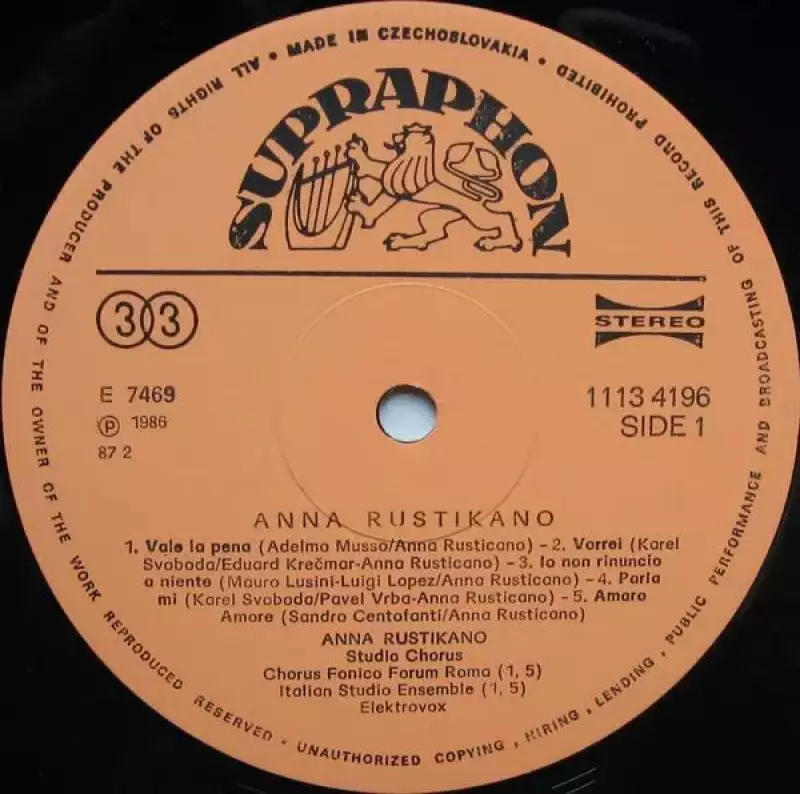 ALL RIGHTS OF THE PRODUCER AND OF THE OWNER OF THE WORK REPRODUCED RESERVED • UNAUTHORIZED COPYING , HIRING , LENDING , PUBLIC PERFORMANCE AND BROADCASTING OF THIS RECORD PROHIBITED • MADE IN CZECHOSLOVAKIA •
SUPRAPHON
33
STEREO
E 7469
1113 4196
Ⓟ 1986
SIDE 1
87 2
ANNA RUSTIKANO
1. Vale la pena (Adelmo Musso/Anna Rusticano) – 2. Vorrei (Karel
Svoboda/Eduard Krečmar-Anna Rusticano) – 3. Io non rinuncio
a niente (Mauro Lusini-Luigi Lopez/Anna Rusticano) – 4. Parla
mi (Karel Svoboda/Pavel Vrba-Anna Rusticano) – 5. Amaro
Amore (Sandro Centofanti/Anna Rusticano)
ANNA RUSTIKANO
Studio Chorus
Chorus Fonico Forum Roma (1, 5)
Italian Studio Ensemble (1, 5)
Elektrovox